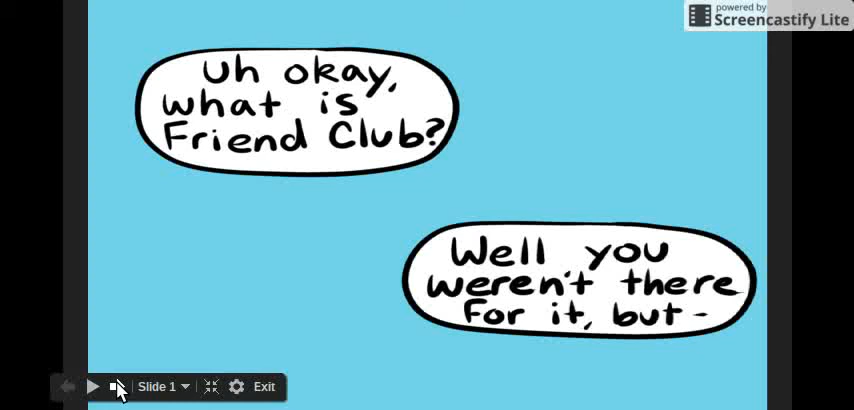 powered by
Screencastify Lite
Uh okay,
what is
Friend Club?
Well you
weren't there
For it, but -
Slide 1
Exit